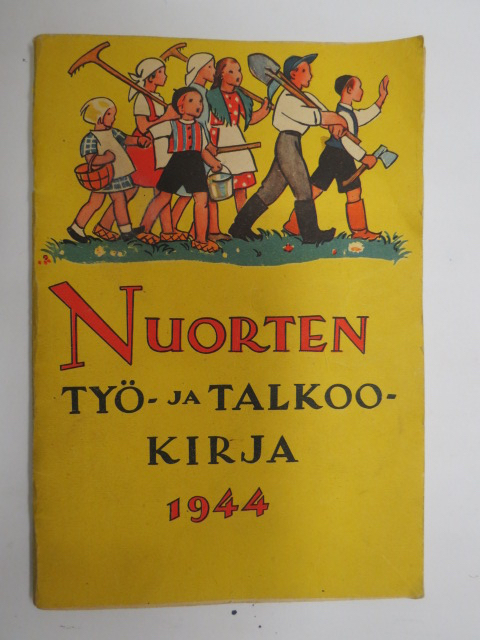 NUORTEN
TYÖ- JA TALKOO-
KIRJA
1944